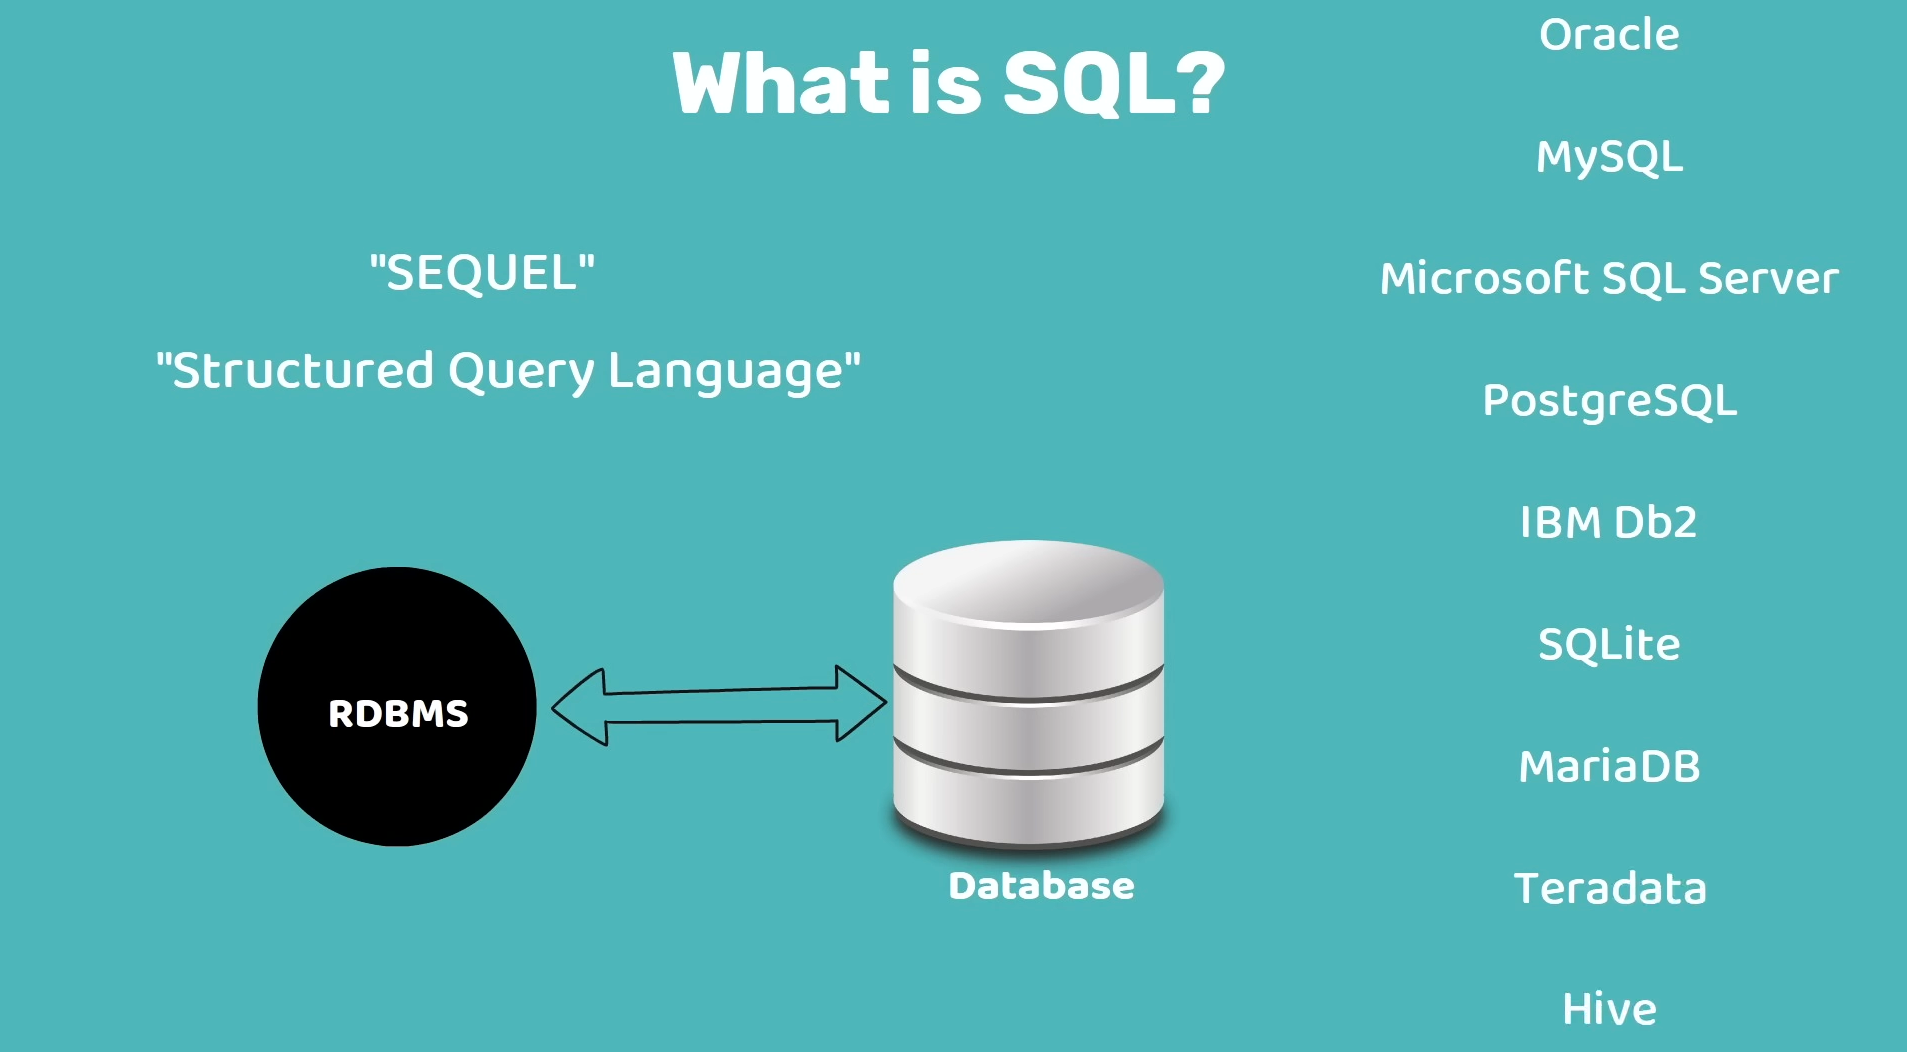 What is SQL?
"SEQUEL"
"Structured Query Language"
RDBMS
Database
Oracle
MySQL
Microsoft SQL Server
PostgreSQL
IBM Db2
SQLite
MariaDB
Teradata
Hive